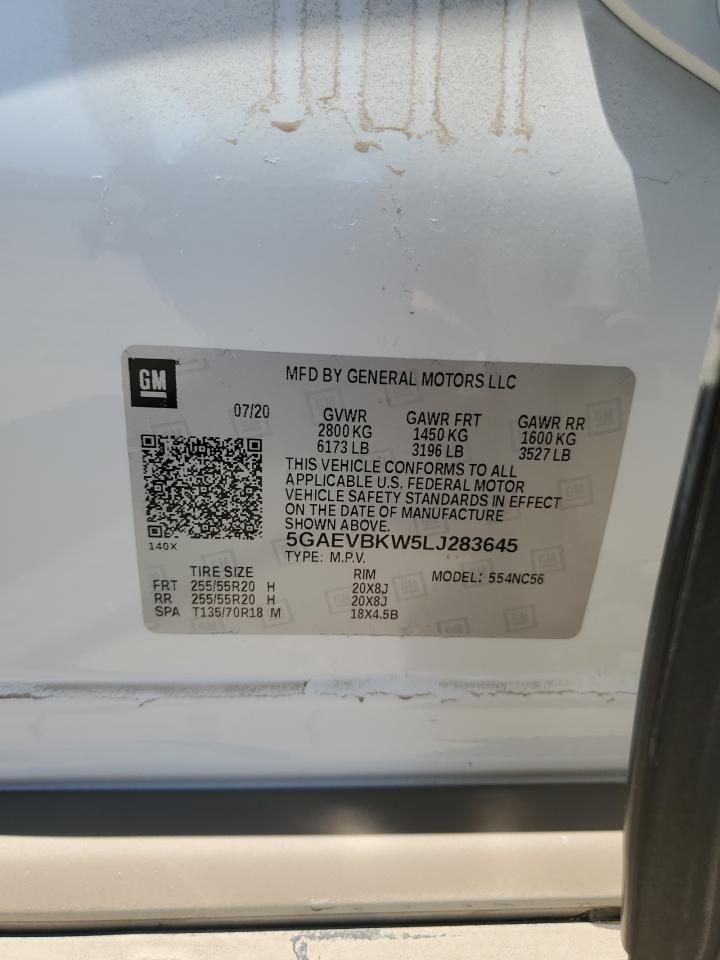 GM
MFD BY GENERAL MOTORS LLC
07/20
GVWR GAWR FRT GAWR RR
2800 KG 1450 KG 1600 KG
6173 LB 3196 LB 3527 LB
THIS VEHICLE CONFORMS TO ALL
APPLICABLE U.S. FEDERAL MOTOR
VEHICLE SAFETY STANDARDS IN EFFECT
ON THE DATE OF MANUFACTURE
SHOWN ABOVE.
5GAEVBKW5LJ283645
140X
TYPE: M.P.V.
TIRE SIZE RIM MODEL: 554NC56
FRT 255/55R20 H 20X8J
RR 255/55R20 H 20X8J
SPA T135/70R18 M 18X4.5B